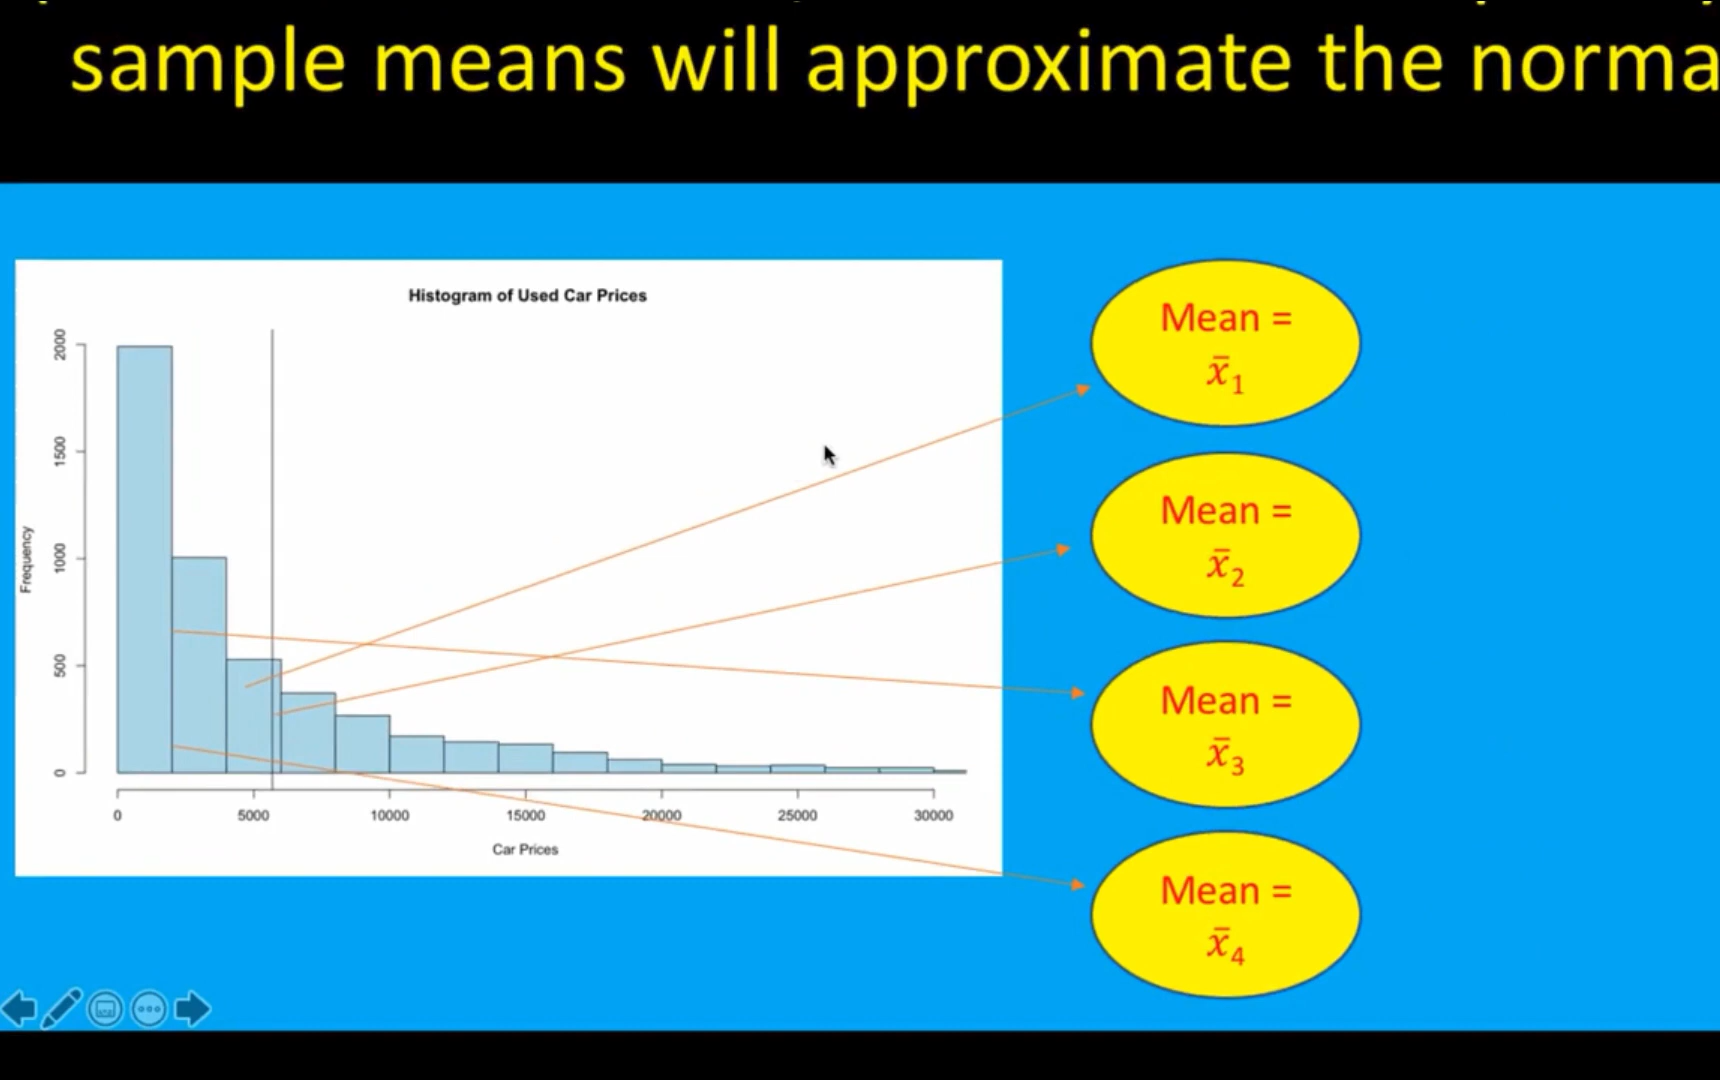 sample means will approximate the norma
Histogram of Used Car Prices
Frequency
2000
1500
1000
500
0
0 5000 10000 15000 20000 25000 30000
Car Prices
Mean =
x̄₁
Mean =
x̄₂
Mean =
x̄₃
Mean =
x̄₄